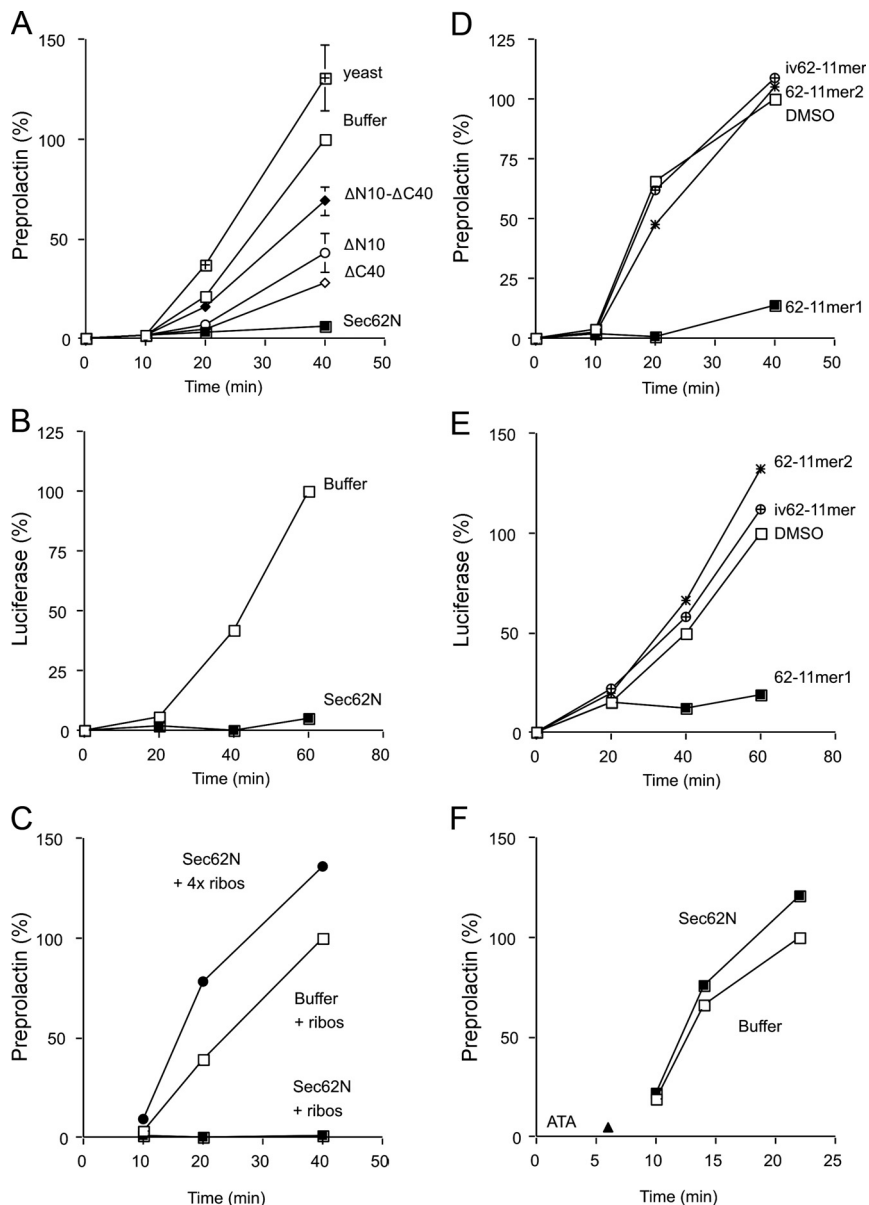 A
Preprolactin (%)
150
100
50
0
0 10 20 30 40 50
Time (min)
yeast
Buffer
ΔN10-ΔC40
ΔN10
ΔC40
Sec62N
B
Luciferase (%)
125
100
75
50
25
0
0 20 40 60 80
Time (min)
Buffer
Sec62N
C
Preprolactin (%)
150
100
50
0
0 10 20 30 40 50
Time (min)
Sec62N
+ 4x ribos
Buffer
+ ribos
Sec62N
+ ribos
D
Preprolactin (%)
125
100
75
50
25
0
0 10 20 30 40 50
Time (min)
iv62-11mer
62-11mer2
DMSO
62-11mer1
E
Luciferase (%)
150
100
50
0
0 20 40 60 80
Time (min)
62-11mer2
iv62-11mer
DMSO
62-11mer1
F
Preprolactin (%)
150
100
50
0
0 5 10 15 20 25
Time (min)
Sec62N
Buffer
ATA